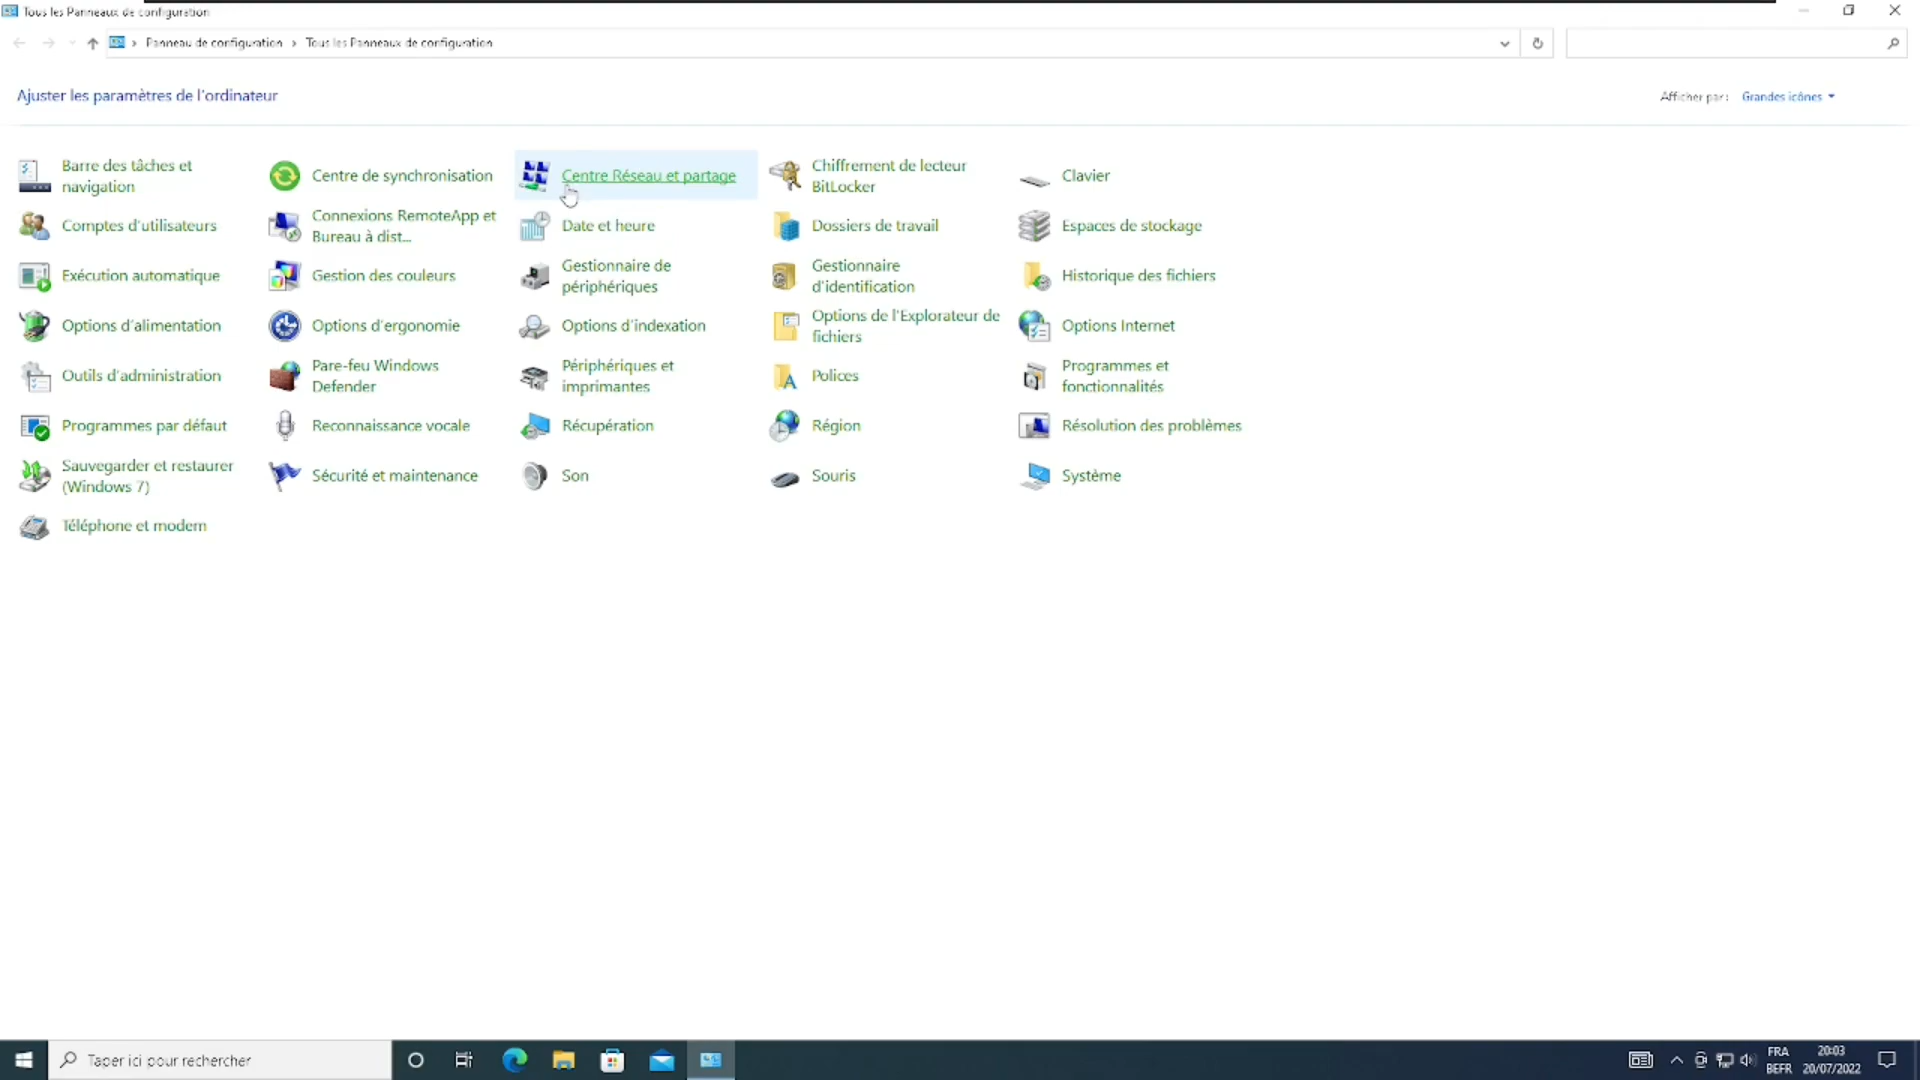 Tous les Panneaux de configuration
Panneau de configuration › Tous les Panneaux de configuration
Ajuster les paramètres de l'ordinateur
Afficher par : Grandes icônes
Barre des tâches et
navigation
Centre de synchronisation
Centre Réseau et partage
Chiffrement de lecteur
BitLocker
Clavier
Comptes d'utilisateurs
Connexions RemoteApp et
Bureau à dist...
Date et heure
Dossiers de travail
Espaces de stockage
Exécution automatique
Gestion des couleurs
Gestionnaire de
périphériques
Gestionnaire
d'identification
Historique des fichiers
Options d'alimentation
Options d'ergonomie
Options d'indexation
Options de l'Explorateur de
fichiers
Options Internet
Outils d'administration
Pare-feu Windows
Defender
Périphériques et
imprimantes
Polices
Programmes et
fonctionnalités
Programmes par défaut
Reconnaissance vocale
Récupération
Région
Résolution des problèmes
Sauvegarder et restaurer
(Windows 7)
Sécurité et maintenance
Son
Souris
Système
Téléphone et modem
Taper ici pour rechercher
FRA
BEFR
20:03
20/07/2022